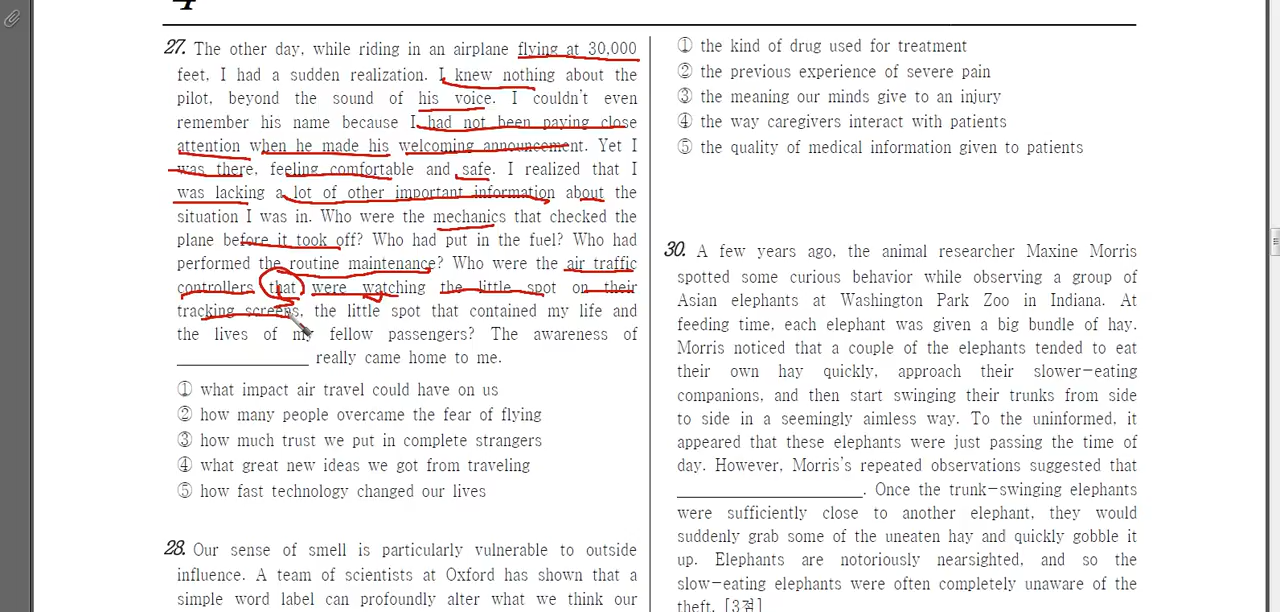 4
27. The other day, while riding in an airplane flying at 30,000
feet, I had a sudden realization. I knew nothing about the
pilot, beyond the sound of his voice. I couldn't even
remember his name because I had not been paying close
attention when he made his welcoming announcement. Yet I
was there, feeling comfortable and safe. I realized that I
was lacking a lot of other important information about the
situation I was in. Who were the mechanics that checked the
plane before it took off? Who had put in the fuel? Who had
performed the routine maintenance? Who were the air traffic
controllers that were watching the little spot on their
tracking screens, the little spot that contained my life and
the lives of my fellow passengers? The awareness of
____________ really came home to me.
① what impact air travel could have on us
② how many people overcame the fear of flying
③ how much trust we put in complete strangers
④ what great new ideas we got from traveling
⑤ how fast technology changed our lives
28. Our sense of smell is particularly vulnerable to outside
influence. A team of scientists at Oxford has shown that a
simple word label can profoundly alter what we think our
① the kind of drug used for treatment
② the previous experience of severe pain
③ the meaning our minds give to an injury
④ the way caregivers interact with patients
⑤ the quality of medical information given to patients
30. A few years ago, the animal researcher Maxine Morris
spotted some curious behavior while observing a group of
Asian elephants at Washington Park Zoo in Indiana. At
feeding time, each elephant was given a big bundle of hay.
Morris noticed that a couple of the elephants tended to eat
their own hay quickly, approach their slower-eating
companions, and then start swinging their trunks from side
to side in a seemingly aimless way. To the uninformed, it
appeared that these elephants were just passing the time of
day. However, Morris's repeated observations suggested that
____________. Once the trunk-swinging elephants
were sufficiently close to another elephant, they would
suddenly grab some of the uneaten hay and quickly gobble it
up. Elephants are notoriously nearsighted, and so the
slow-eating elephants were often completely unaware of the
theft. [3점]